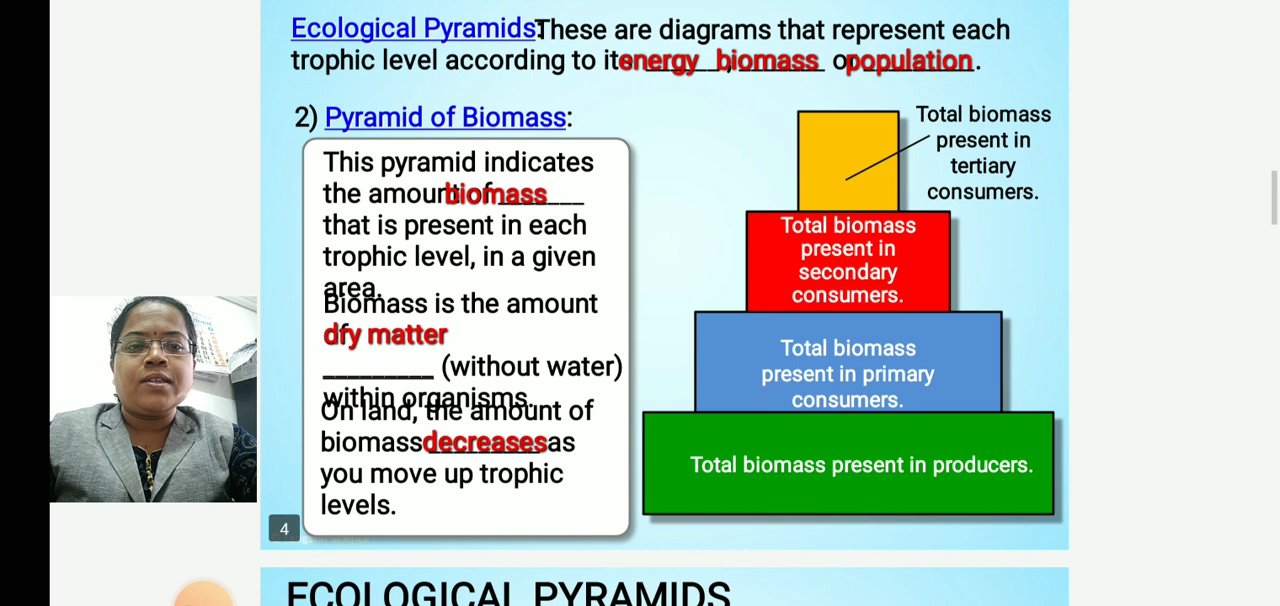 Ecological Pyramids: These are diagrams that represent each
trophic level according to its energy, biomass or population.
2) Pyramid of Biomass:
This pyramid indicates
the amount of biomass
that is present in each
trophic level, in a given
area.
Biomass is the amount
of dry matter
_________ (without water)
within organisms.
On land, the amount of
biomass decreases as
you move up trophic
levels.
4
Total biomass
present in
tertiary
consumers.
Total biomass
present in
secondary
consumers.
Total biomass
present in primary
consumers.
Total biomass present in producers.
ECOLOGICAL PYRAMIDS